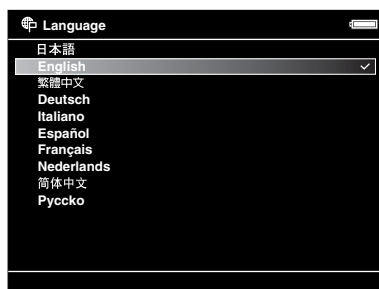 Language
日本語
English
繁體中文
Deutsch
Italiano
Español
Français
Nederlands
简体中文
Pyccko